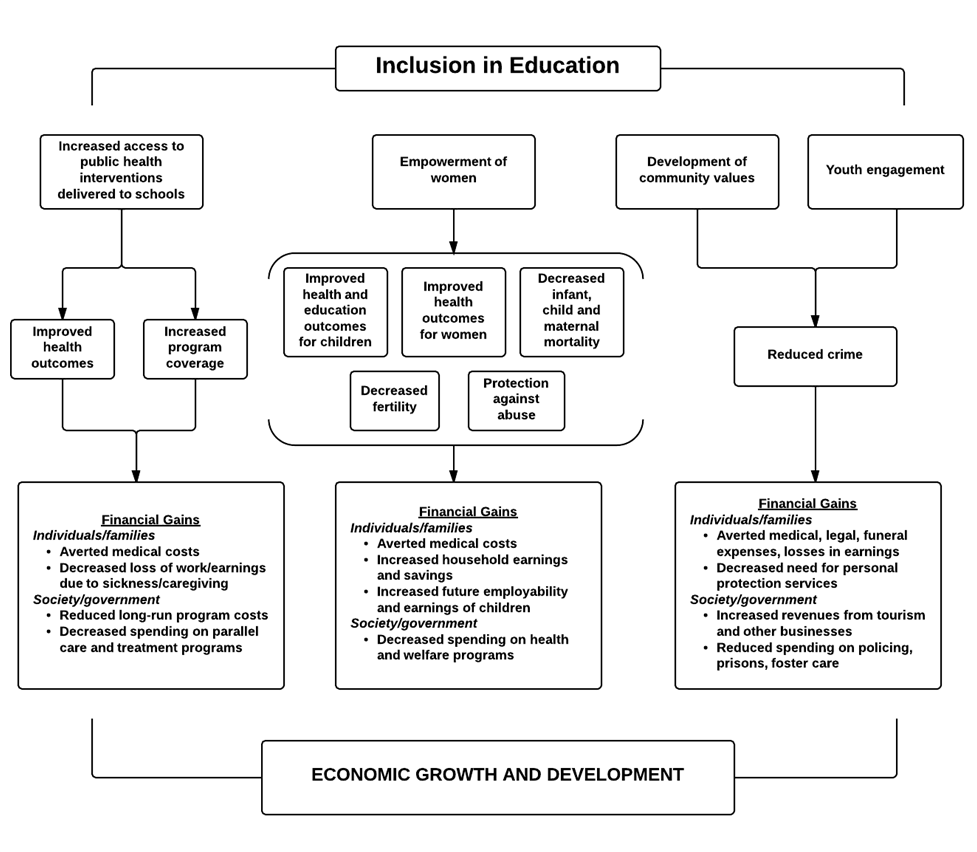 Inclusion in Education
Increased access to
public health
interventions
delivered to schools
Empowerment of
women
Development of
community values
Youth engagement
Improved
health
outcomes
Increased
program
coverage
Improved
health and
education
outcomes
for children
Improved
health
outcomes
for women
Decreased
infant,
child and
maternal
mortality
Decreased
fertility
Protection
against
abuse
Reduced crime
Financial Gains
Individuals/families
• Averted medical costs
• Decreased loss of work/earnings
due to sickness/caregiving
Society/government
• Reduced long-run program costs
• Decreased spending on parallel
care and treatment programs
Financial Gains
Individuals/families
• Averted medical costs
• Increased household earnings
and savings
• Increased future employability
and earnings of children
Society/government
• Decreased spending on health
and welfare programs
Financial Gains
Individuals/families
• Averted medical, legal, funeral
expenses, losses in earnings
• Decreased need for personal
protection services
Society/government
• Increased revenues from tourism
and other businesses
• Reduced spending on policing,
prisons, foster care
ECONOMIC GROWTH AND DEVELOPMENT